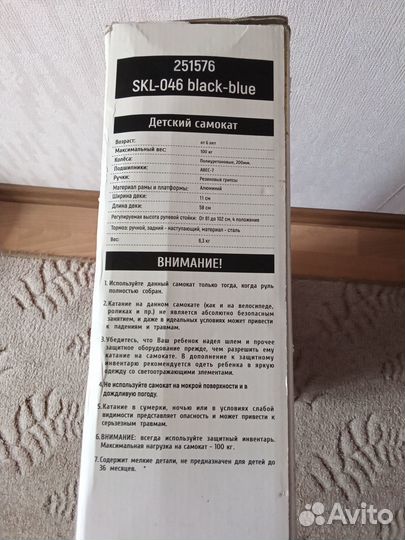 251576
SKL-046 black-blue
Детский самокат
Возраст: от 6 лет
Максимальный вес: 100 кг
Колёса: Полиуретановые, 200мм.
Подшипники: ABEC-7
Ручки: Резиновые грипсы
Материал рамы и платформы: Алюминий
Ширина деки: 11 см
Длина деки: 58 см
Регулируемая высота рулевой стойки: От 81 до 102 см, 4 положения
Тормоз: ручной, задний - наступающий, материал - сталь
Вес: 8,3 кг
ВНИМАНИЕ!
1. Используйте данный самокат только тогда, когда руль
полностью собран.
2. Катание на данном самокате (как и на велосипеде,
роликах и пр.) не является абсолютно безопасным
занятием, и даже в идеальных условиях может привести
к падениям и травмам.
3. Убедитесь, что Ваш ребенок надел шлем и прочее
защитное оборудование прежде, чем разрешить ему
катание на самокате. В дополнение к защитному
инвентарю рекомендуется одеть ребенка в яркую
одежду со светоотражающими элементами.
4. Не используйте самокат на мокрой поверхности и в
дождливую погоду.
5. Катание в сумерки, ночью или в условиях слабой
видимости представляет опасность и может привести к
серьезным травмам.
6. ВНИМАНИЕ: всегда используйте защитный инвентарь.
Максимальная нагрузка на самокат - 100 кг.
7. Содержит мелкие детали, не предназначен для детей до
36 месяцев.
Avito